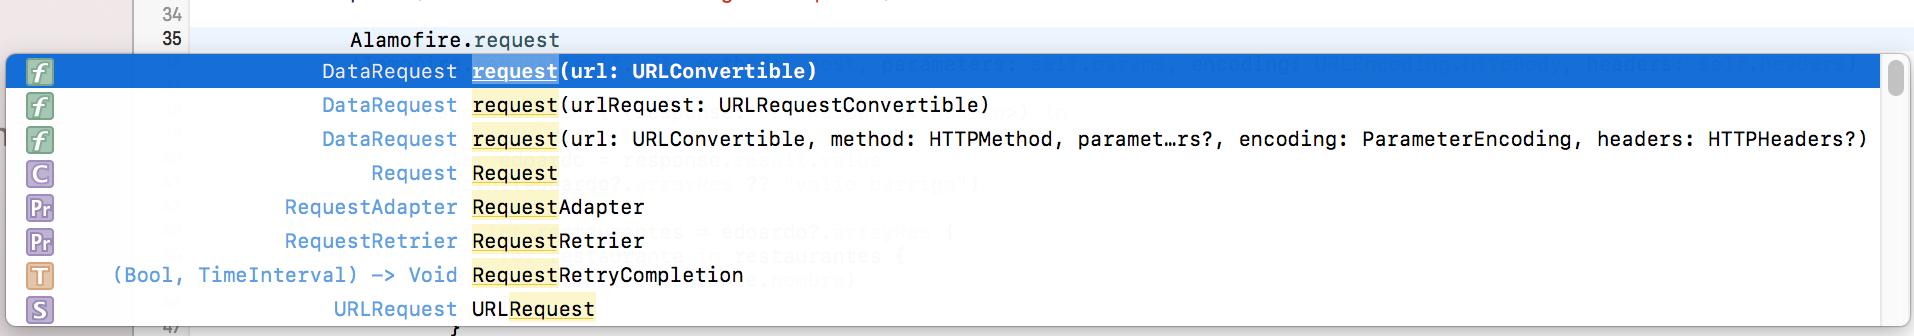 34
35 Alamofire.request
f DataRequest request(url: URLConvertible)
f DataRequest request(urlRequest: URLRequestConvertible)
f DataRequest request(url: URLConvertible, method: HTTPMethod, paramet…rs?, encoding: ParameterEncoding, headers: HTTPHeaders?)
C Request Request
Pr RequestAdapter RequestAdapter
Pr RequestRetrier RequestRetrier
T (Bool, TimeInterval) -> Void RequestRetryCompletion
S URLRequest URLRequest
47 }